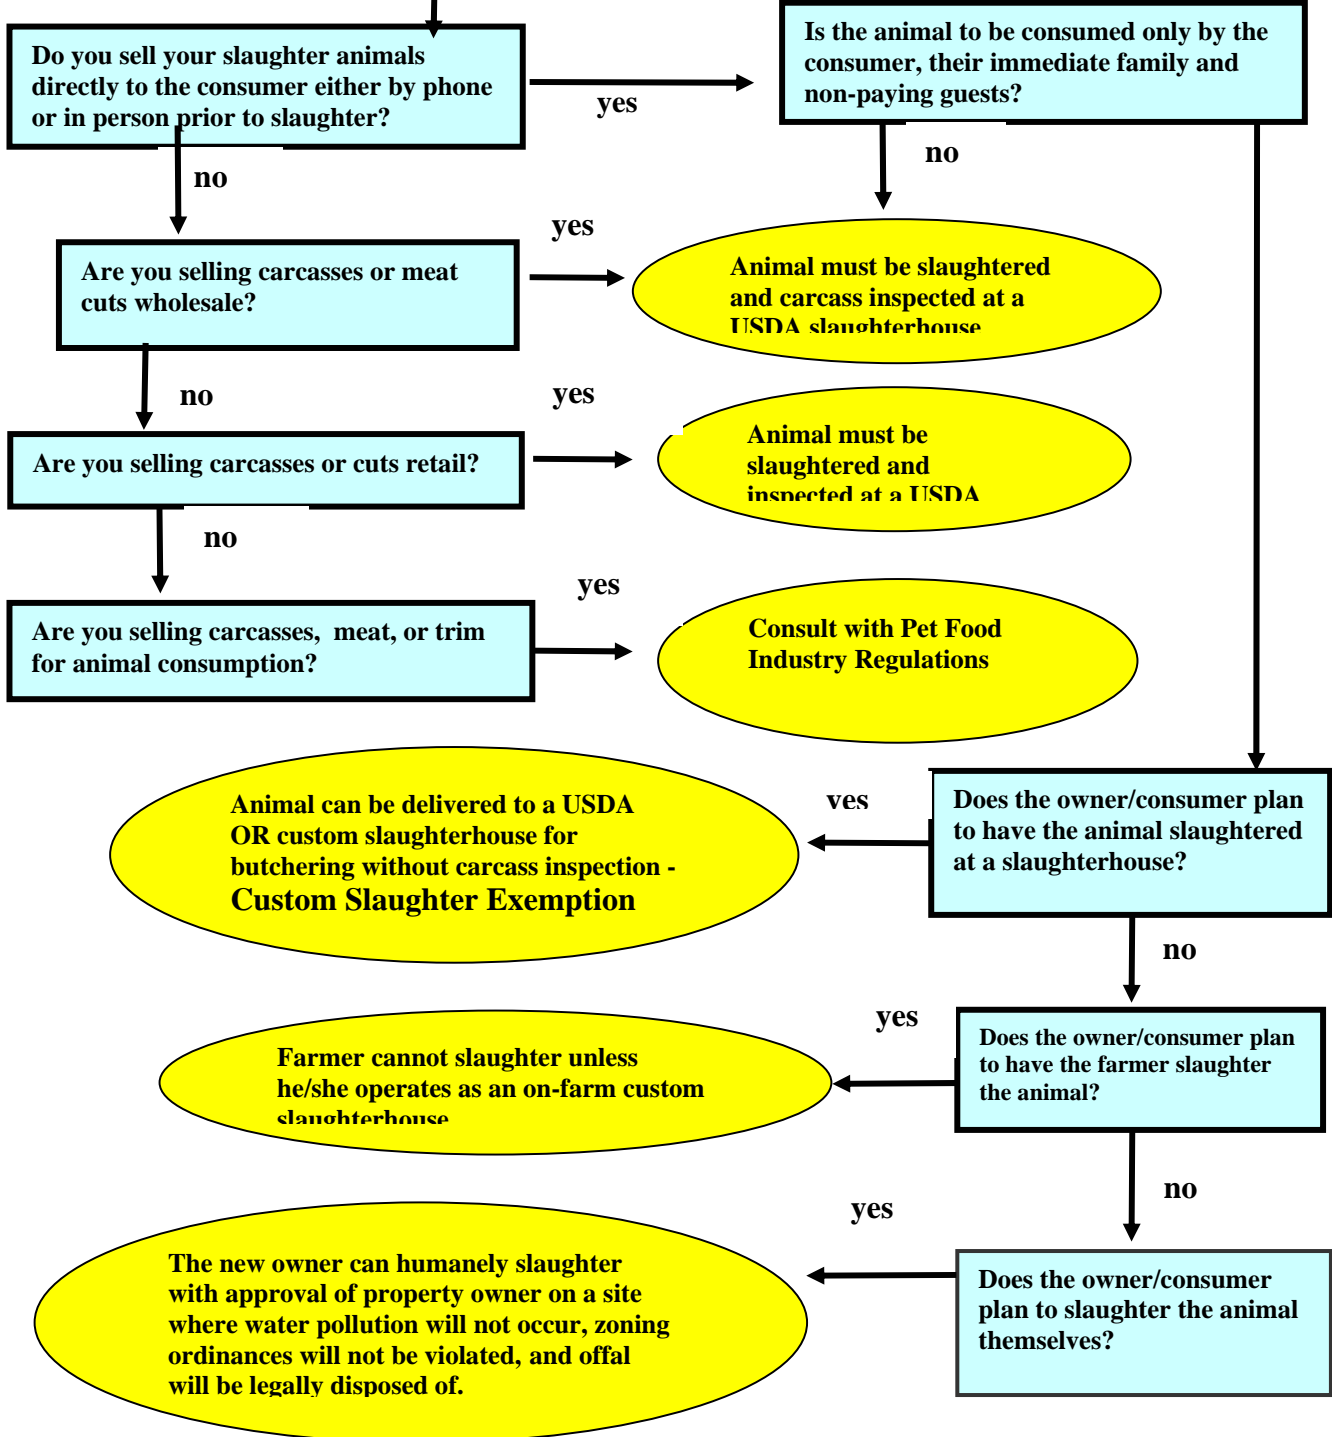 Do you sell your slaughter animals
directly to the consumer either by phone
or in person prior to slaughter?
yes
Is the animal to be consumed only by the
consumer, their immediate family and
non-paying guests?
no
no
Are you selling carcasses or meat
cuts wholesale?
yes
Animal must be slaughtered
and carcass inspected at a
USDA slaughterhouse
no
Are you selling carcasses or cuts retail?
yes
Animal must be
slaughtered and
inspected at a USDA
no
Are you selling carcasses, meat, or trim
for animal consumption?
yes
Consult with Pet Food
Industry Regulations
Does the owner/consumer plan
to have the animal slaughtered
at a slaughterhouse?
yes
Animal can be delivered to a USDA
OR custom slaughterhouse for
butchering without carcass inspection -
Custom Slaughter Exemption
no
Does the owner/consumer plan
to have the farmer slaughter
the animal?
yes
Farmer cannot slaughter unless
he/she operates as an on-farm custom
slaughterhouse
no
Does the owner/consumer
plan to slaughter the animal
themselves?
yes
The new owner can humanely slaughter
with approval of property owner on a site
where water pollution will not occur, zoning
ordinances will not be violated, and offal
will be legally disposed of.